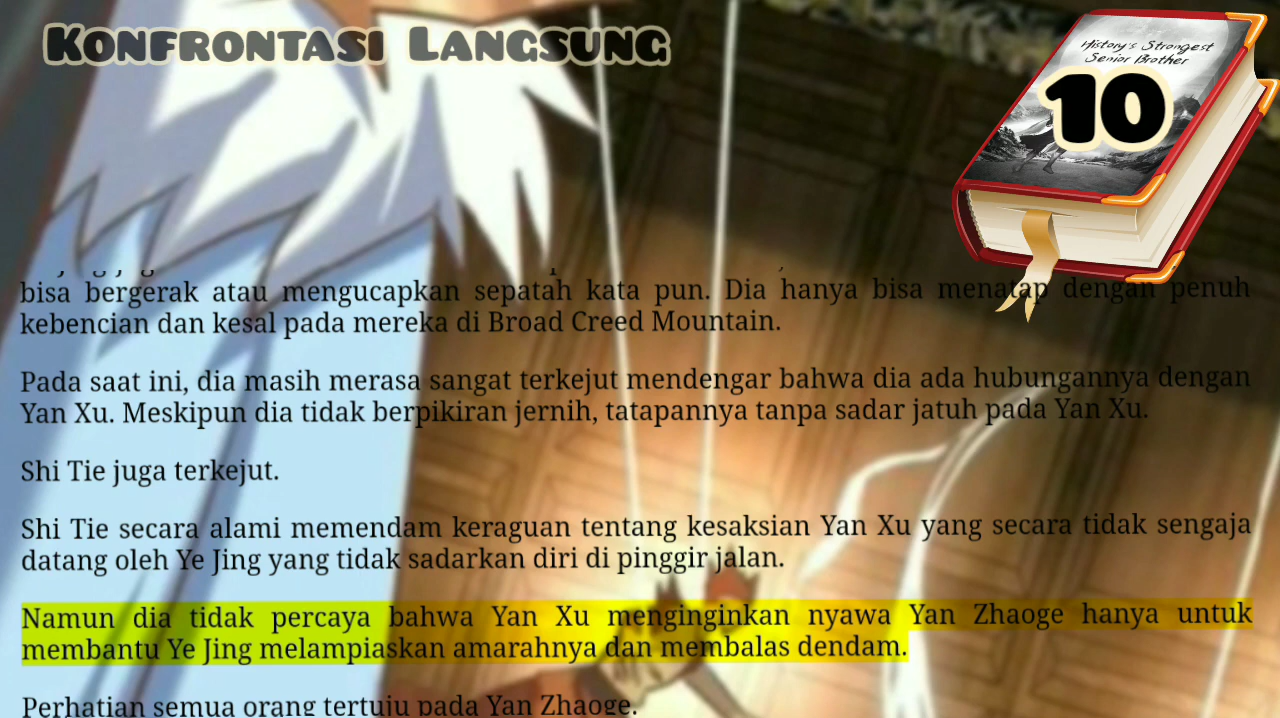 Konfrontasi Langsung
History's Strongest
Senior Brother
10
bisa bergerak atau mengucapkan sepatah kata pun. Dia hanya bisa menatap dengan penuh
kebencian dan kesal pada mereka di Broad Creed Mountain.
Pada saat ini, dia masih merasa sangat terkejut mendengar bahwa dia ada hubungannya dengan
Yan Xu. Meskipun dia tidak berpikiran jernih, tatapannya tanpa sadar jatuh pada Yan Xu.
Shi Tie juga terkejut.
Shi Tie secara alami memendam keraguan tentang kesaksian Yan Xu yang secara tidak sengaja
datang oleh Ye Jing yang tidak sadarkan diri di pinggir jalan.
Namun dia tidak percaya bahwa Yan Xu menginginkan nyawa Yan Zhaoge hanya untuk
membantu Ye Jing melampiaskan amarahnya dan membalas dendam.
Perhatian semua orang tertuju pada Yan Zhaoge.